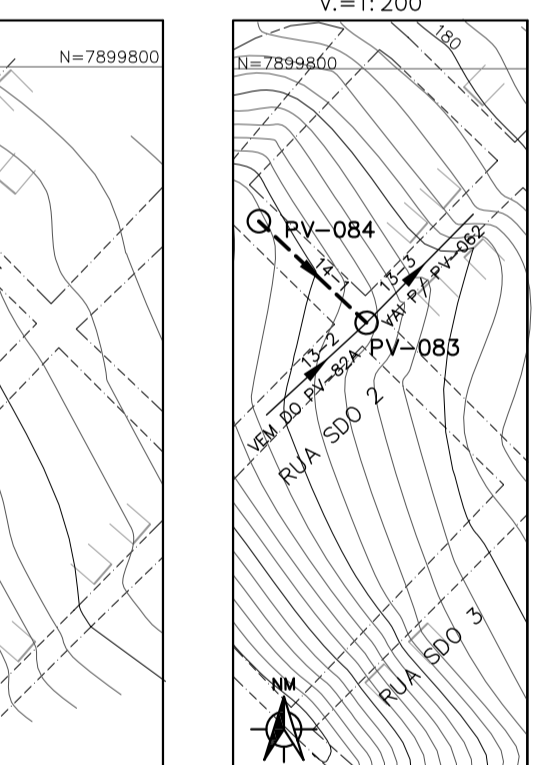 V.=1: 200
N=7899800
N=7899800
180
PV-084
14-1
13-3
VAI P/ PV-062
PV-083
13-2
VEM DO PV-82A
RUA SDO 2
RUA SDO 3
NM